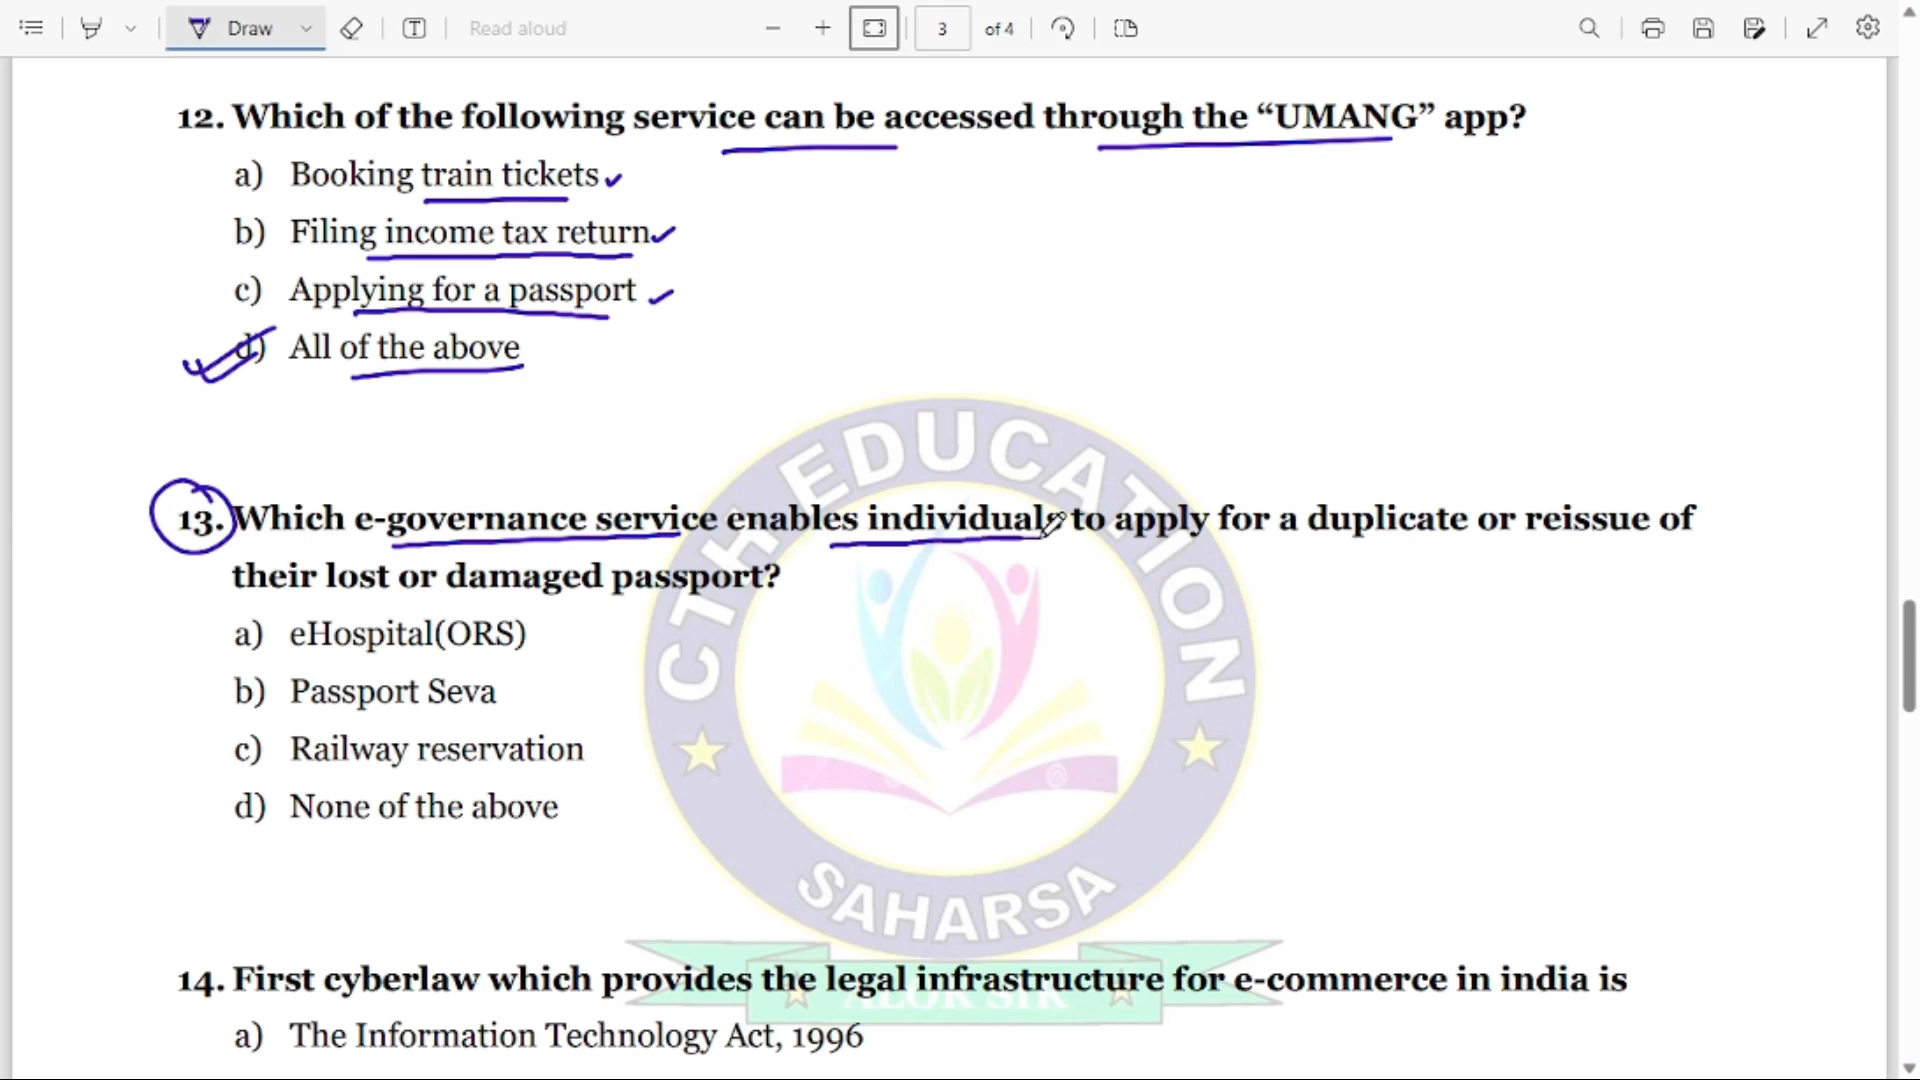 Draw
Read aloud
3
of 4
12. Which of the following service can be accessed through the “UMANG” app?
a) Booking train tickets
b) Filing income tax return
c) Applying for a passport
d) All of the above
13. Which e-governance service enables individuals to apply for a duplicate or reissue of
their lost or damaged passport?
a) eHospital(ORS)
b) Passport Seva
c) Railway reservation
d) None of the above
CTH EDUCATION
SAHARSA
14. First cyberlaw which provides the legal infrastructure for e-commerce in india is
ALOK SIR
a) The Information Technology Act, 1996